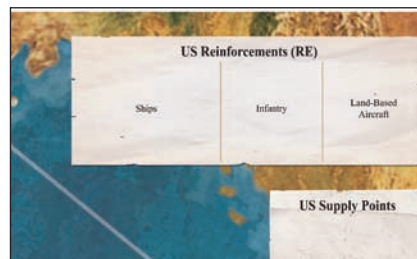 US Reinforcements (RE)
Ships
Infantry
Land-Based
Aircraft
US Supply Points